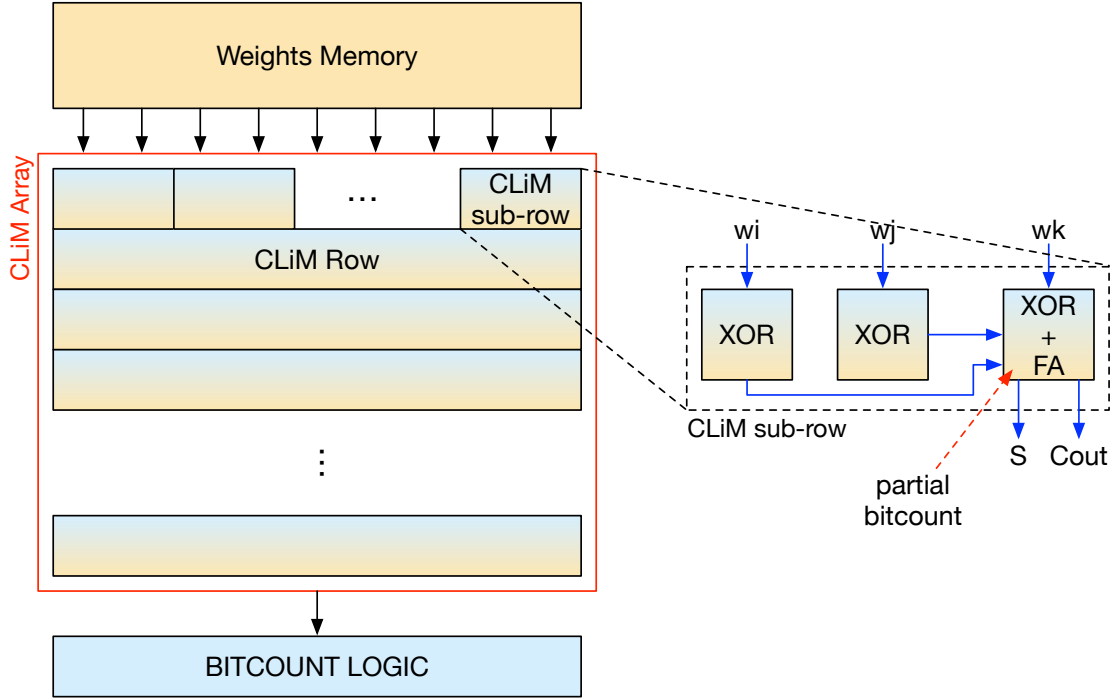 Weights Memory
CLiM Array
...
CLiM
sub-row
CLiM Row
...
BITCOUNT LOGIC
wi
wj
wk
XOR
XOR
XOR
+
FA
CLiM sub-row
S
Cout
partial
bitcount